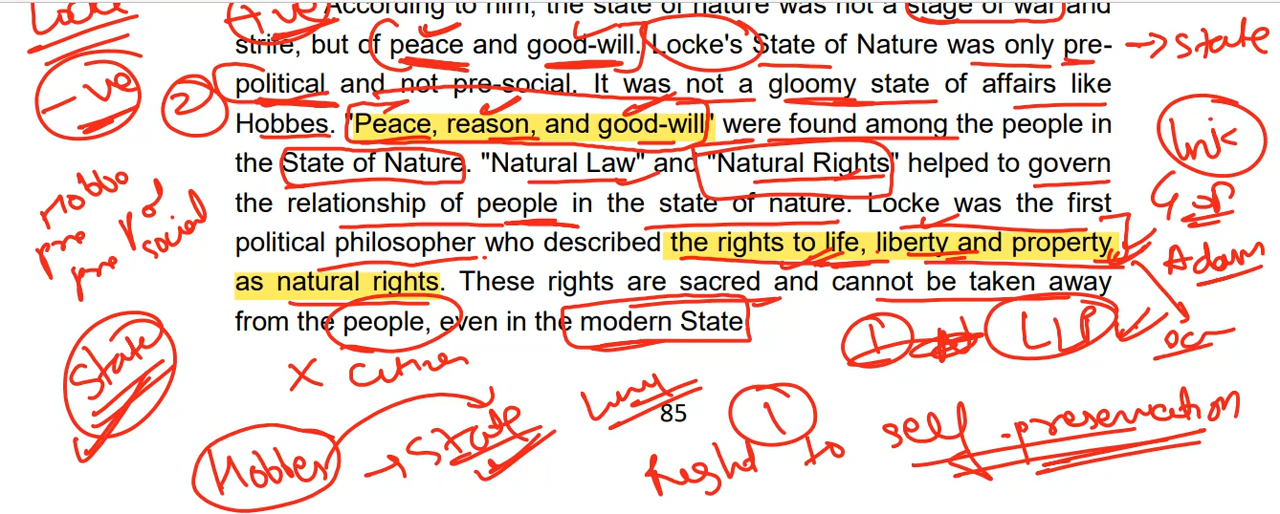 Locke
+ve
According to him, the state of nature was not a stage of war and
strife, but of peace and good-will. Locke's State of Nature was only pre-
→ State
- ve
2
political and not pre-social. It was not a gloomy state of affairs like
Hobbes. "Peace, reason, and good-will" were found among the people in
the State of Nature. "Natural Law" and "Natural Rights" helped to govern
the relationship of people in the state of nature. Locke was the first
political philosopher who described the rights to life, liberty and property
as natural rights. These rights are sacred and cannot be taken away
from the people, even in the modern State
pre pol
pre social
Adam
State
1
LLP
X
Hobbes → State
85
1
Right to self-preservation